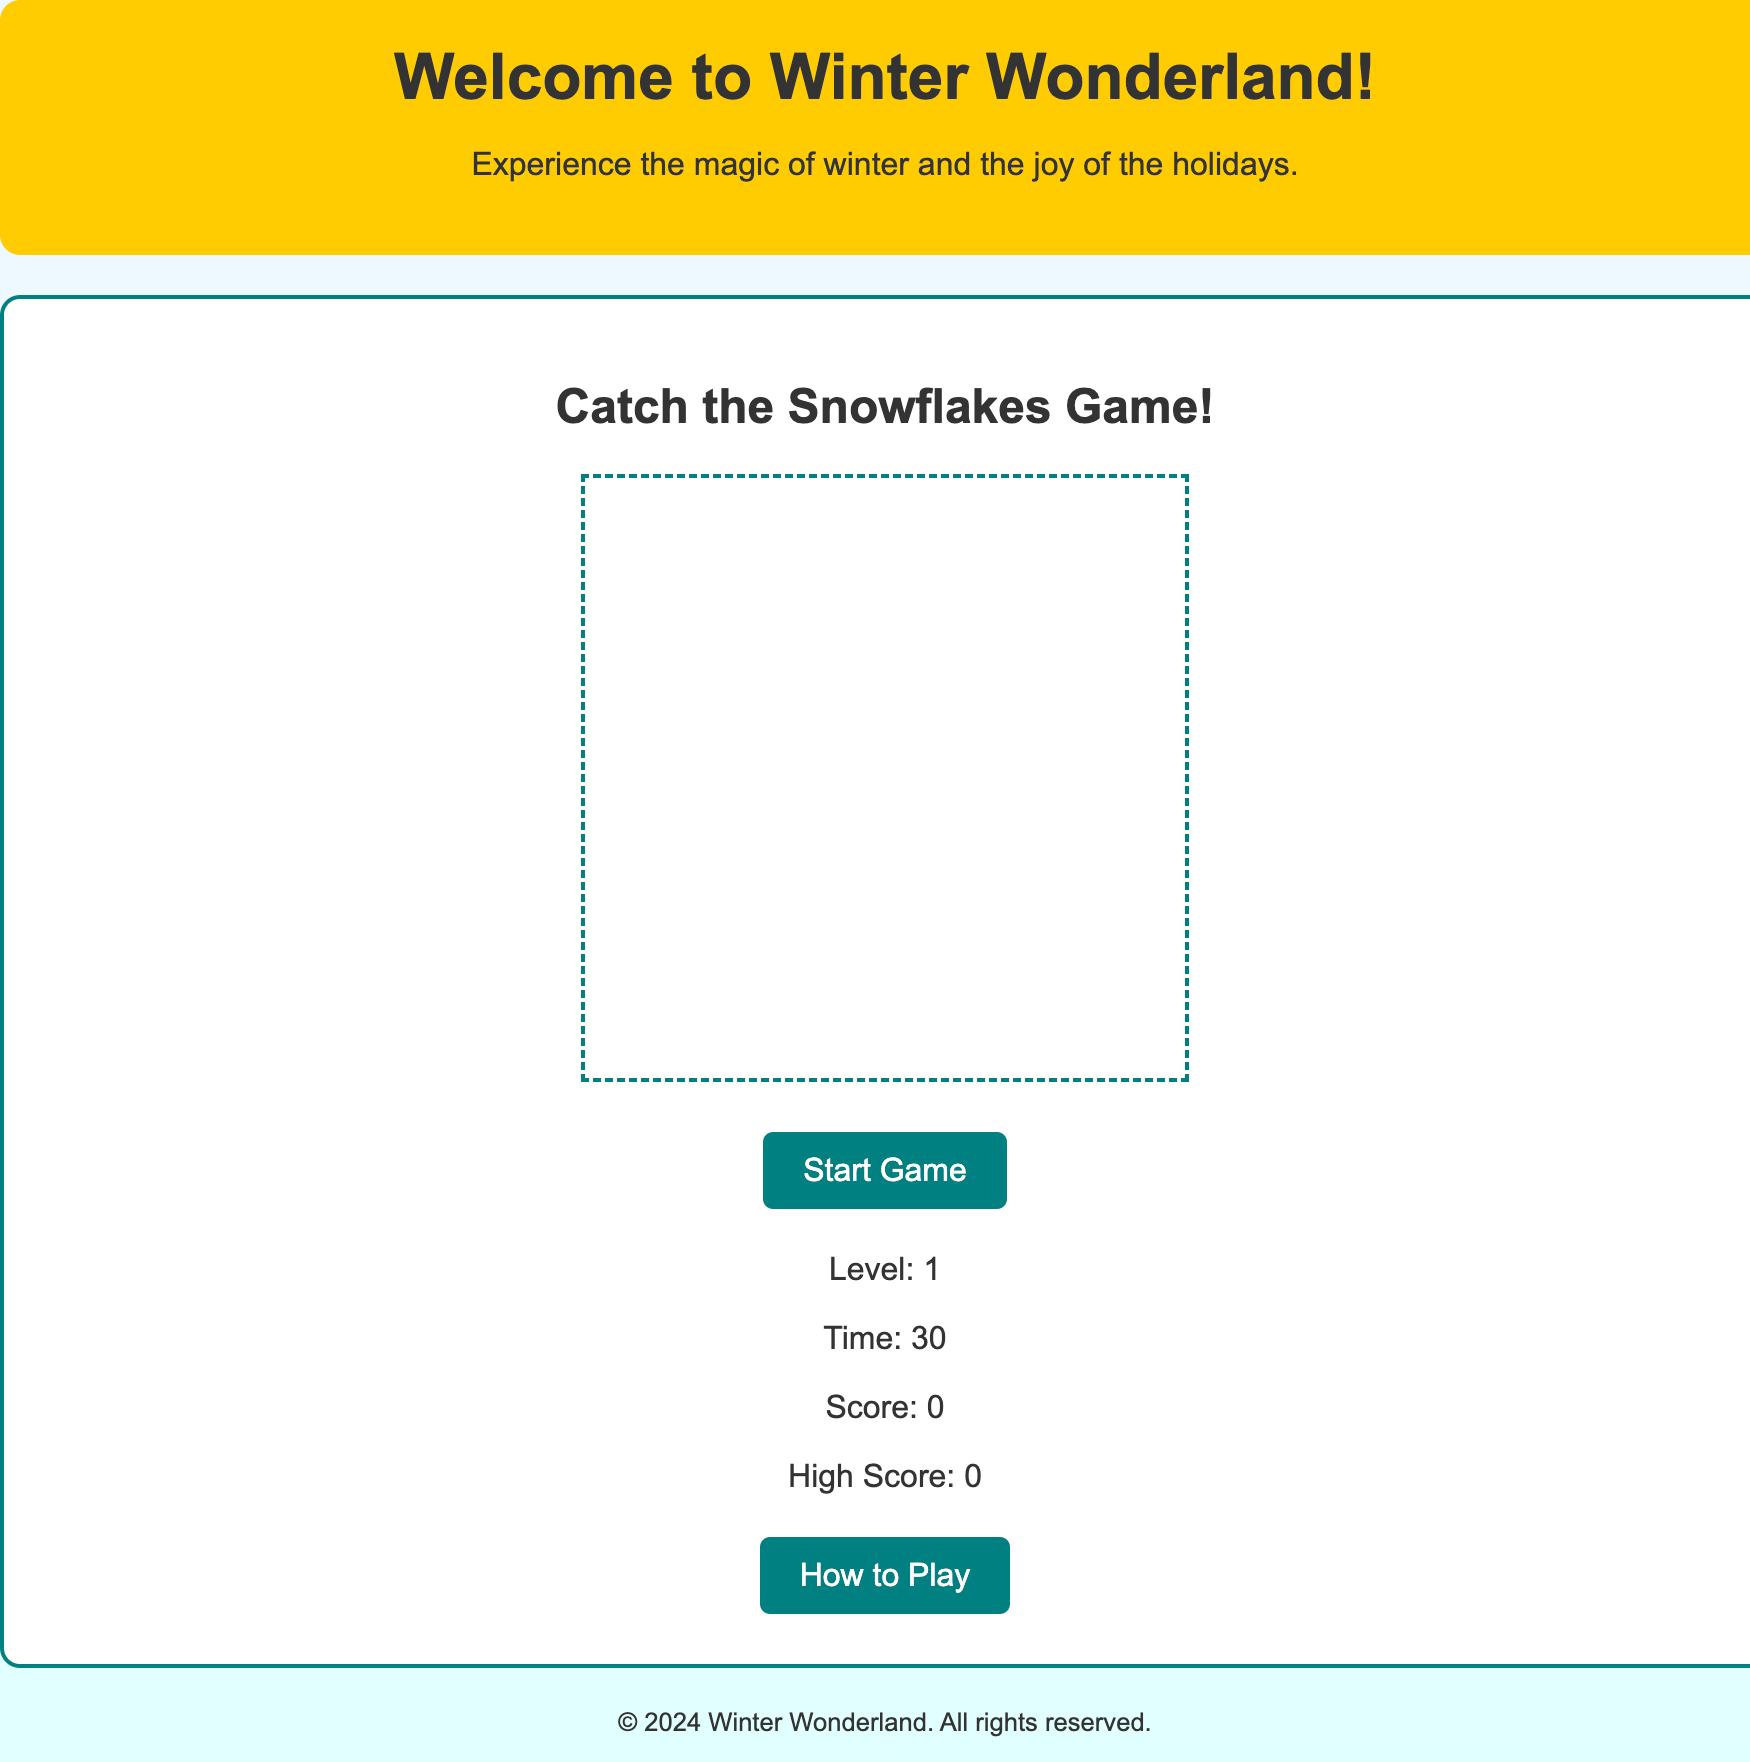 Welcome to Winter Wonderland!
Experience the magic of winter and the joy of the holidays.
Catch the Snowflakes Game!
Start Game
Level: 1
Time: 30
Score: 0
High Score: 0
How to Play
© 2024 Winter Wonderland. All rights reserved.